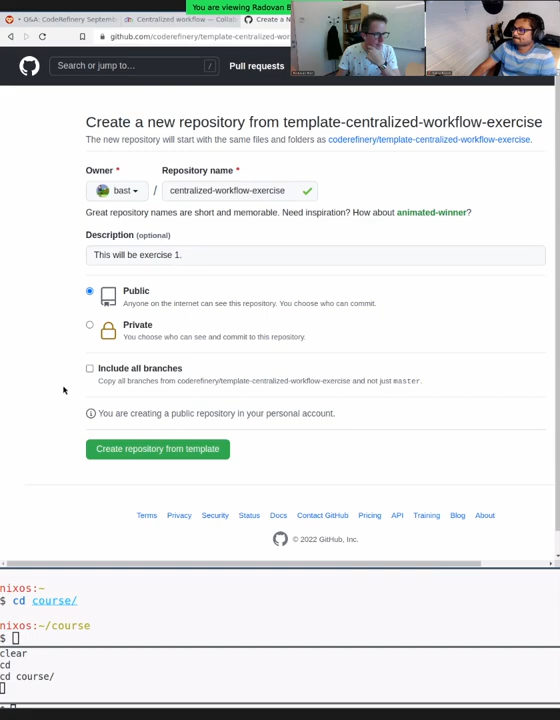 You are viewing Radovan B
• Q&A: CodeRefinery Septemb
Centralized workflow — Collab
Create a N
github.com/coderefinery/template-centralized-wor
Search or jump to…
/
Pull requests
Create a new repository from template-centralized-workflow-exercise
The new repository will start with the same files and folders as coderefinery/template-centralized-workflow-exercise.
Owner *
Repository name *
bast
/
centralized-workflow-exercise
Great repository names are short and memorable. Need inspiration? How about animated-winner?
Description (optional)
This will be exercise 1.
Public
Anyone on the internet can see this repository. You choose who can commit.
Private
You choose who can see and commit to this repository.
Include all branches
Copy all branches from coderefinery/template-centralized-workflow-exercise and not just master.
You are creating a public repository in your personal account.
Create repository from template
Terms Privacy Security Status Docs Contact GitHub Pricing API Training Blog About
© 2022 GitHub, Inc.
nixos:~
$ cd course/
nixos:~/course
$
clear
cd
cd course/